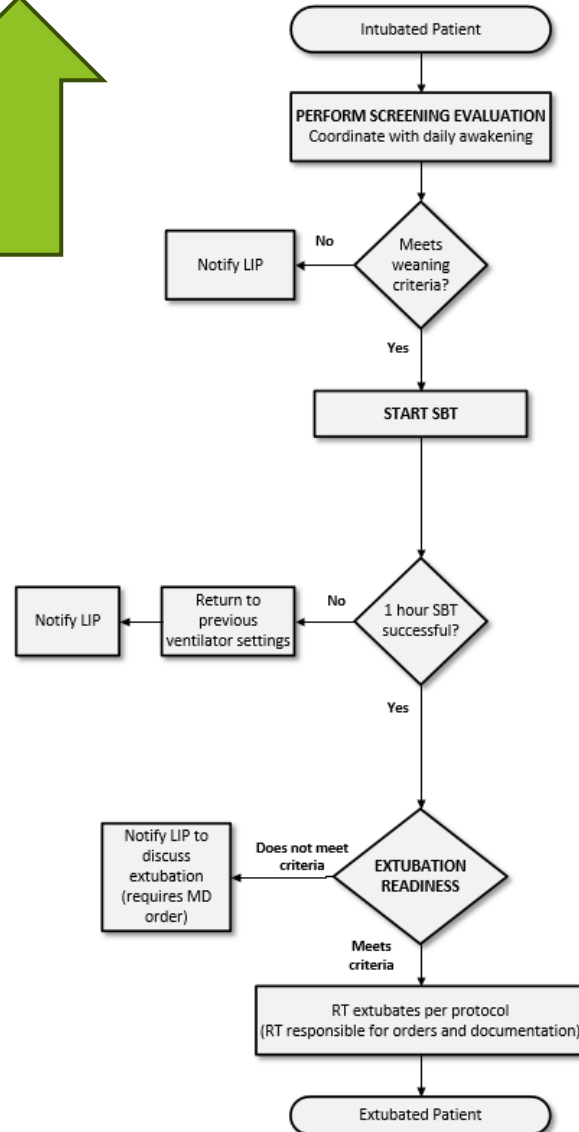 Intubated Patient
PERFORM SCREENING EVALUATION
Coordinate with daily awakening
Meets
weaning
criteria?
No
Notify LIP
Yes
START SBT
1 hour SBT
successful?
No
Return to
previous
ventilator settings
Notify LIP
Yes
EXTUBATION
READINESS
Does not meet
criteria
Notify LIP to
discuss
extubation
(requires MD
order)
Meets
criteria
RT extubates per protocol
(RT responsible for orders and documentation)
Extubated Patient